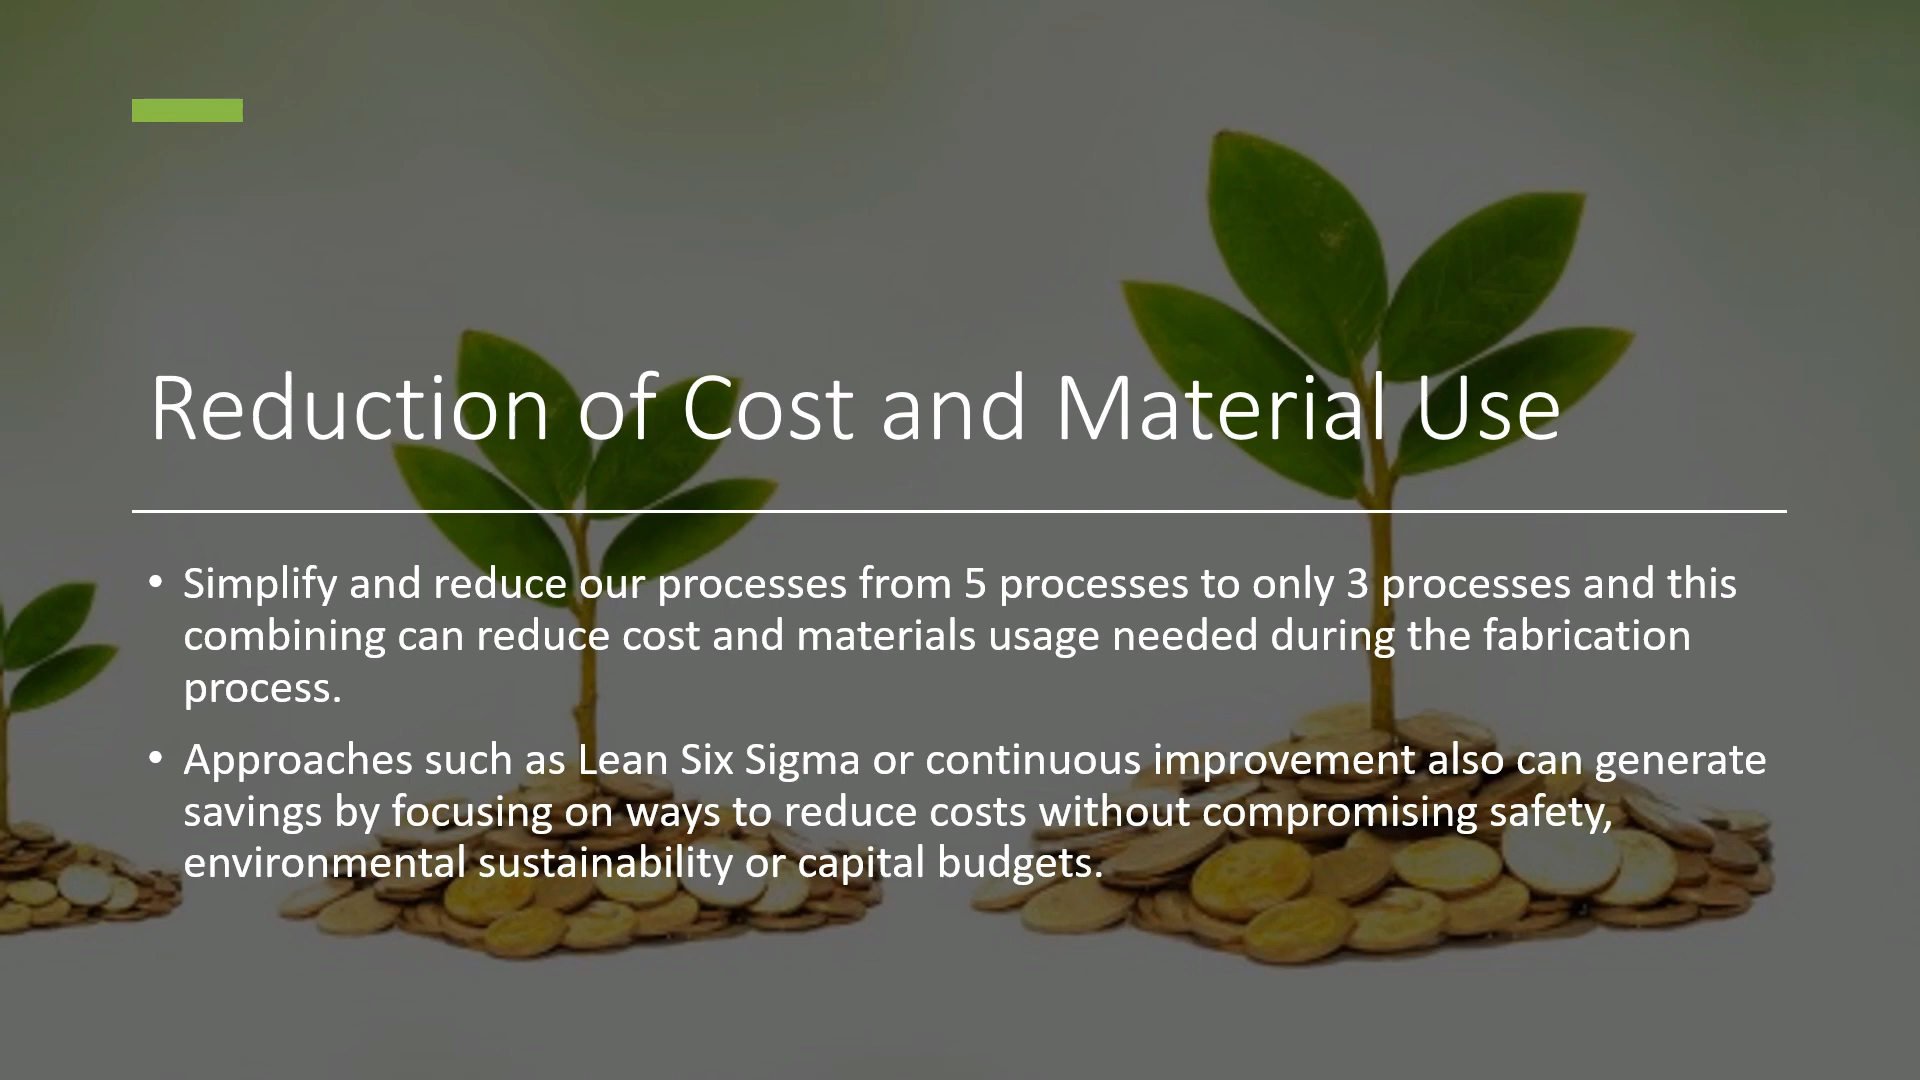 Reduction of Cost and Material Use
• Simplify and reduce our processes from 5 processes to only 3 processes and this
combining can reduce cost and materials usage needed during the fabrication
process.
• Approaches such as Lean Six Sigma or continuous improvement also can generate
savings by focusing on ways to reduce costs without compromising safety,
environmental sustainability or capital budgets.